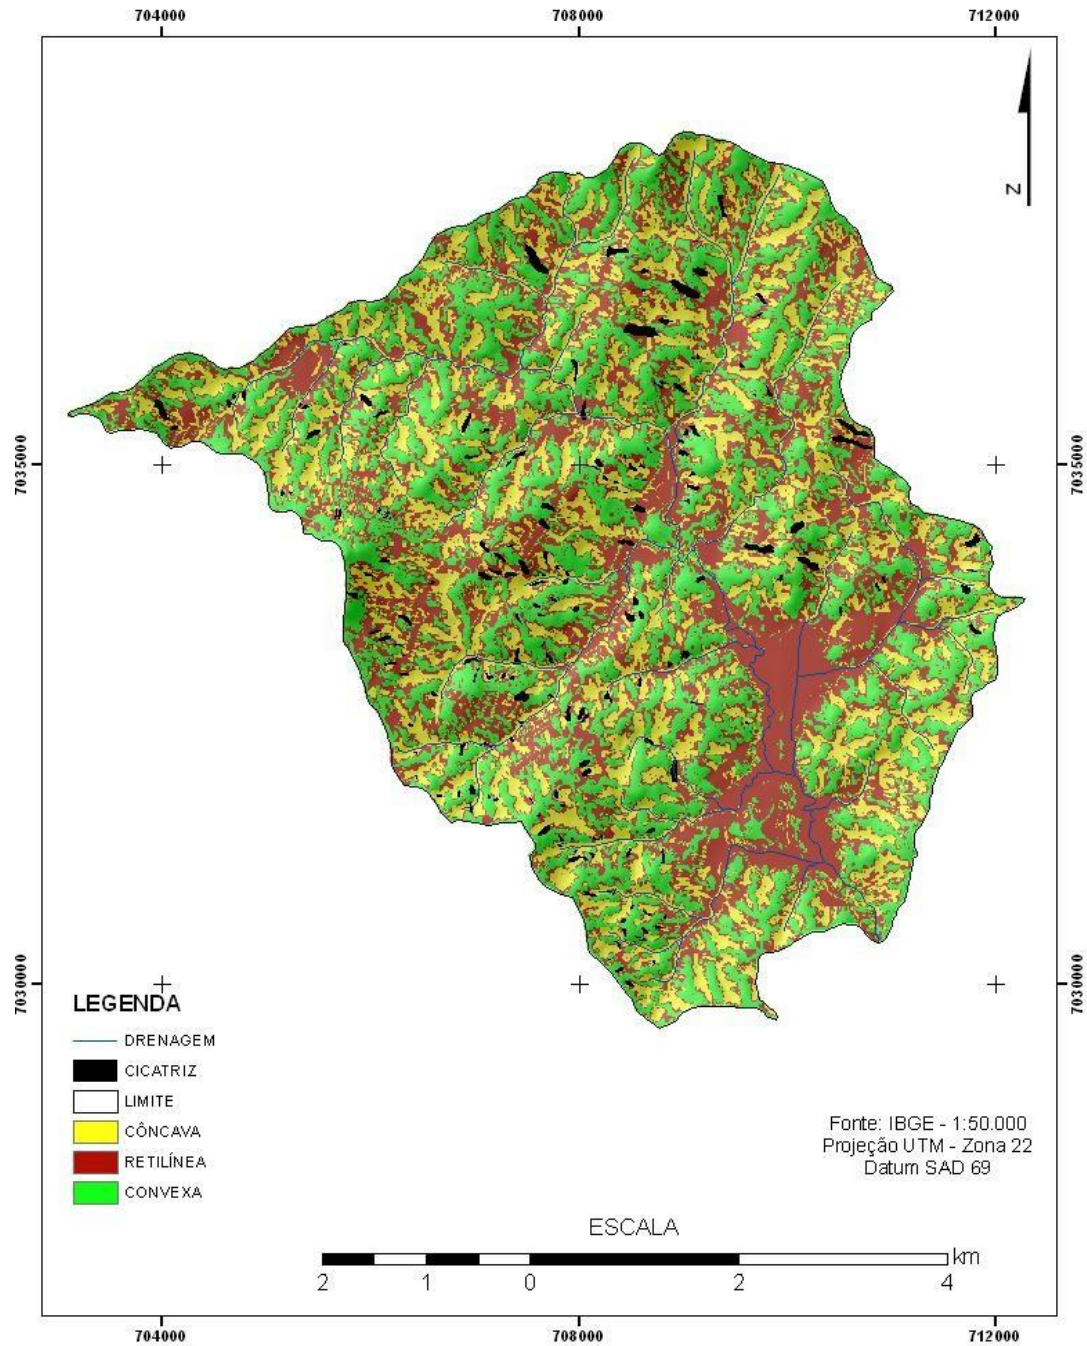 704000 708000 712000
N
7035000 7035000
7030000 7030000
LEGENDA
DRENAGEM
CICATRIZ
LIMITE
CÔNCAVA
RETILÍNEA
CONVEXA
Fonte: IBGE - 1:50.000
Projeção UTM - Zona 22
Datum SAD 69
ESCALA
km
2 1 0 2 4
704000 708000 712000